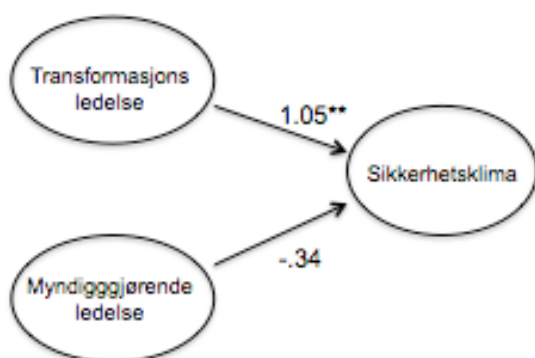 Transformasjons
ledelse
1.05**
Sikkerhetsklima
-.34
Myndigggjørende
ledelse